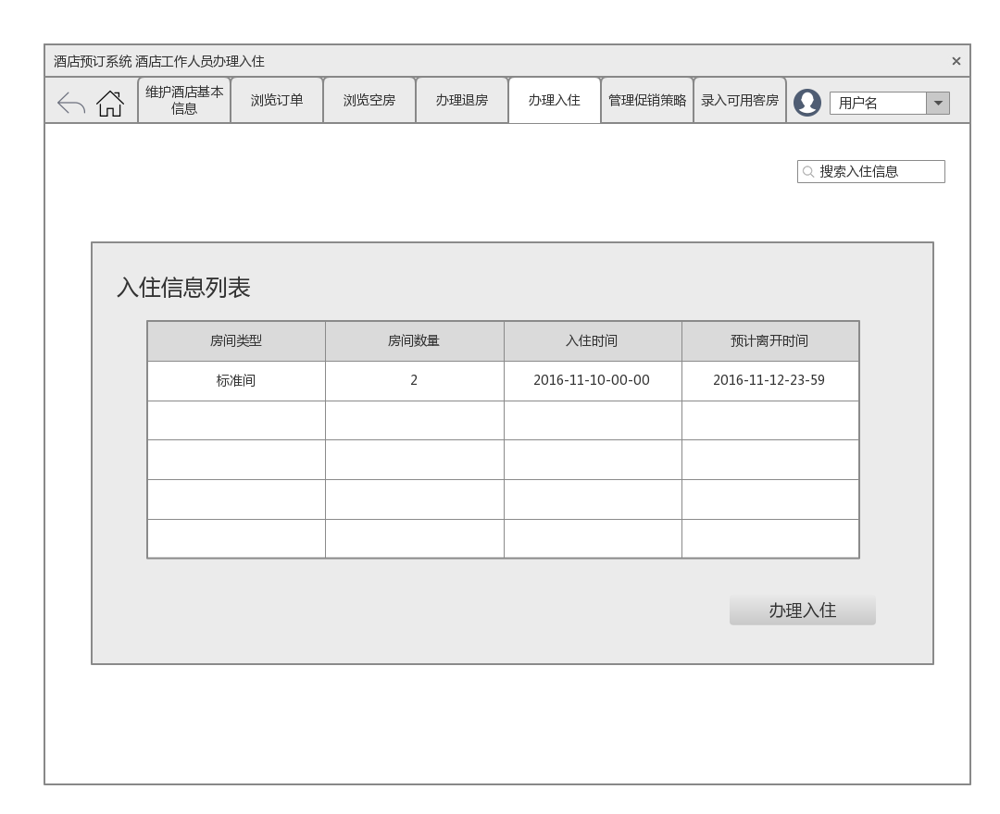 酒店预订系统 酒店工作人员办理入住
×
维护酒店基本
信息
浏览订单
浏览空房
办理退房
办理入住
管理促销策略
录入可用客房
用户名
搜索入住信息
入住信息列表
房间类型 房间数量 入住时间 预计离开时间
标准间 2 2016-11-10-00-00 2016-11-12-23-59
办理入住